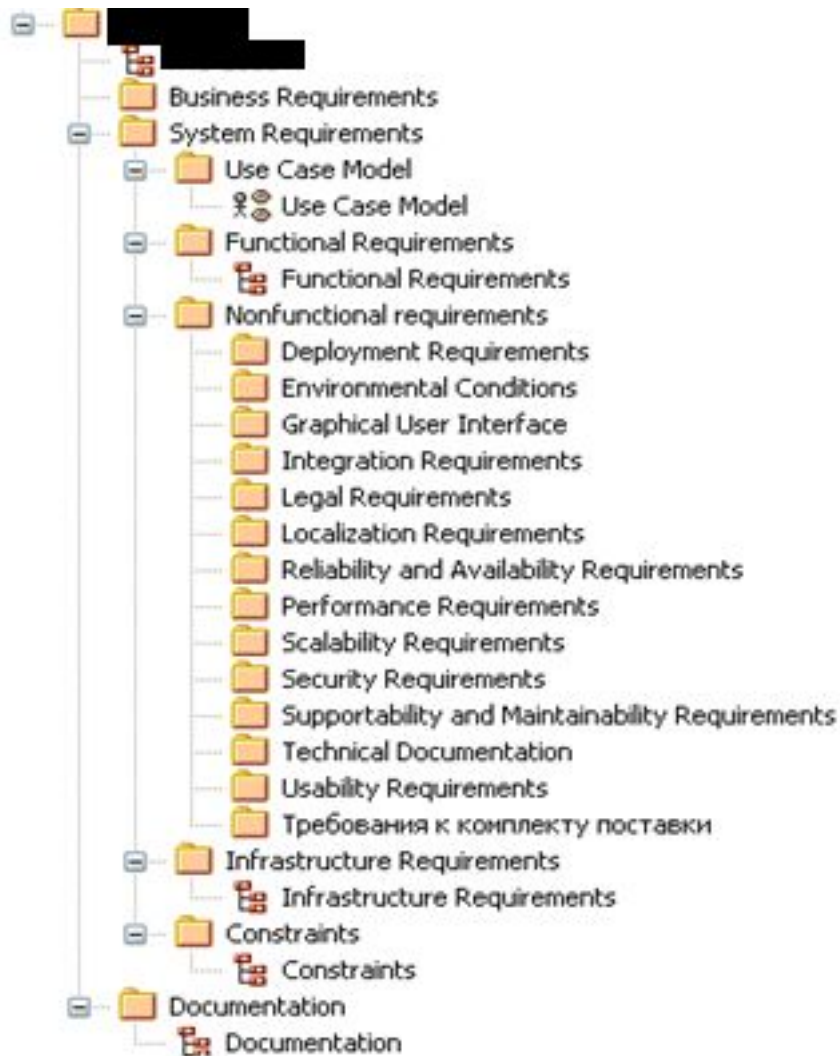 Business Requirements
System Requirements
Use Case Model
Use Case Model
Functional Requirements
Functional Requirements
Nonfunctional requirements
Deployment Requirements
Environmental Conditions
Graphical User Interface
Integration Requirements
Legal Requirements
Localization Requirements
Reliability and Availability Requirements
Performance Requirements
Scalability Requirements
Security Requirements
Supportability and Maintainability Requirements
Technical Documentation
Usability Requirements
Требования к комплекту поставки
Infrastructure Requirements
Infrastructure Requirements
Constraints
Constraints
Documentation
Documentation